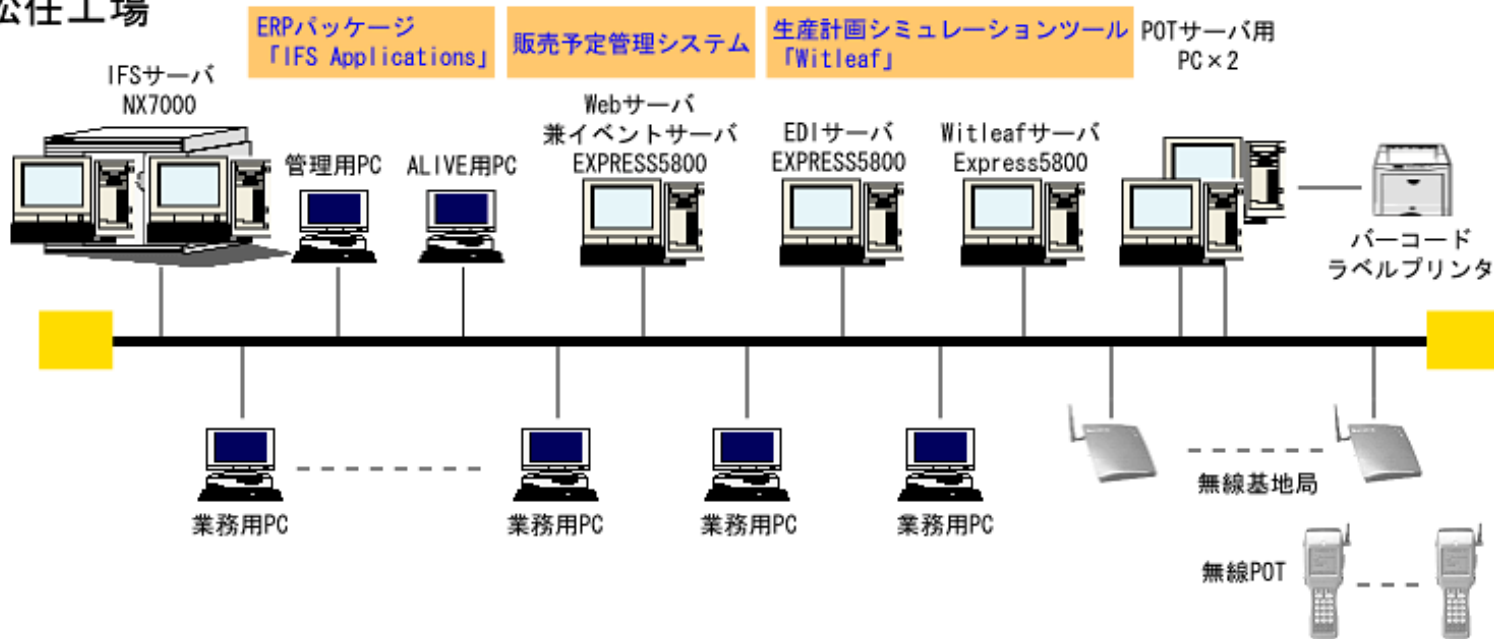 松任工場
ERPパッケージ
「IFS Applications」
販売予定管理システム
生産計画シミュレーションツール
「Witleaf」
POTサーバ用
PC×2
IFSサーバ
NX7000
管理用PC
ALIVE用PC
Webサーバ
兼イベントサーバ
EXPRESS5800
EDIサーバ
EXPRESS5800
Witleafサーバ
Express5800
バーコード
ラベルプリンタ
業務用PC
業務用PC
業務用PC
業務用PC
無線基地局
無線POT